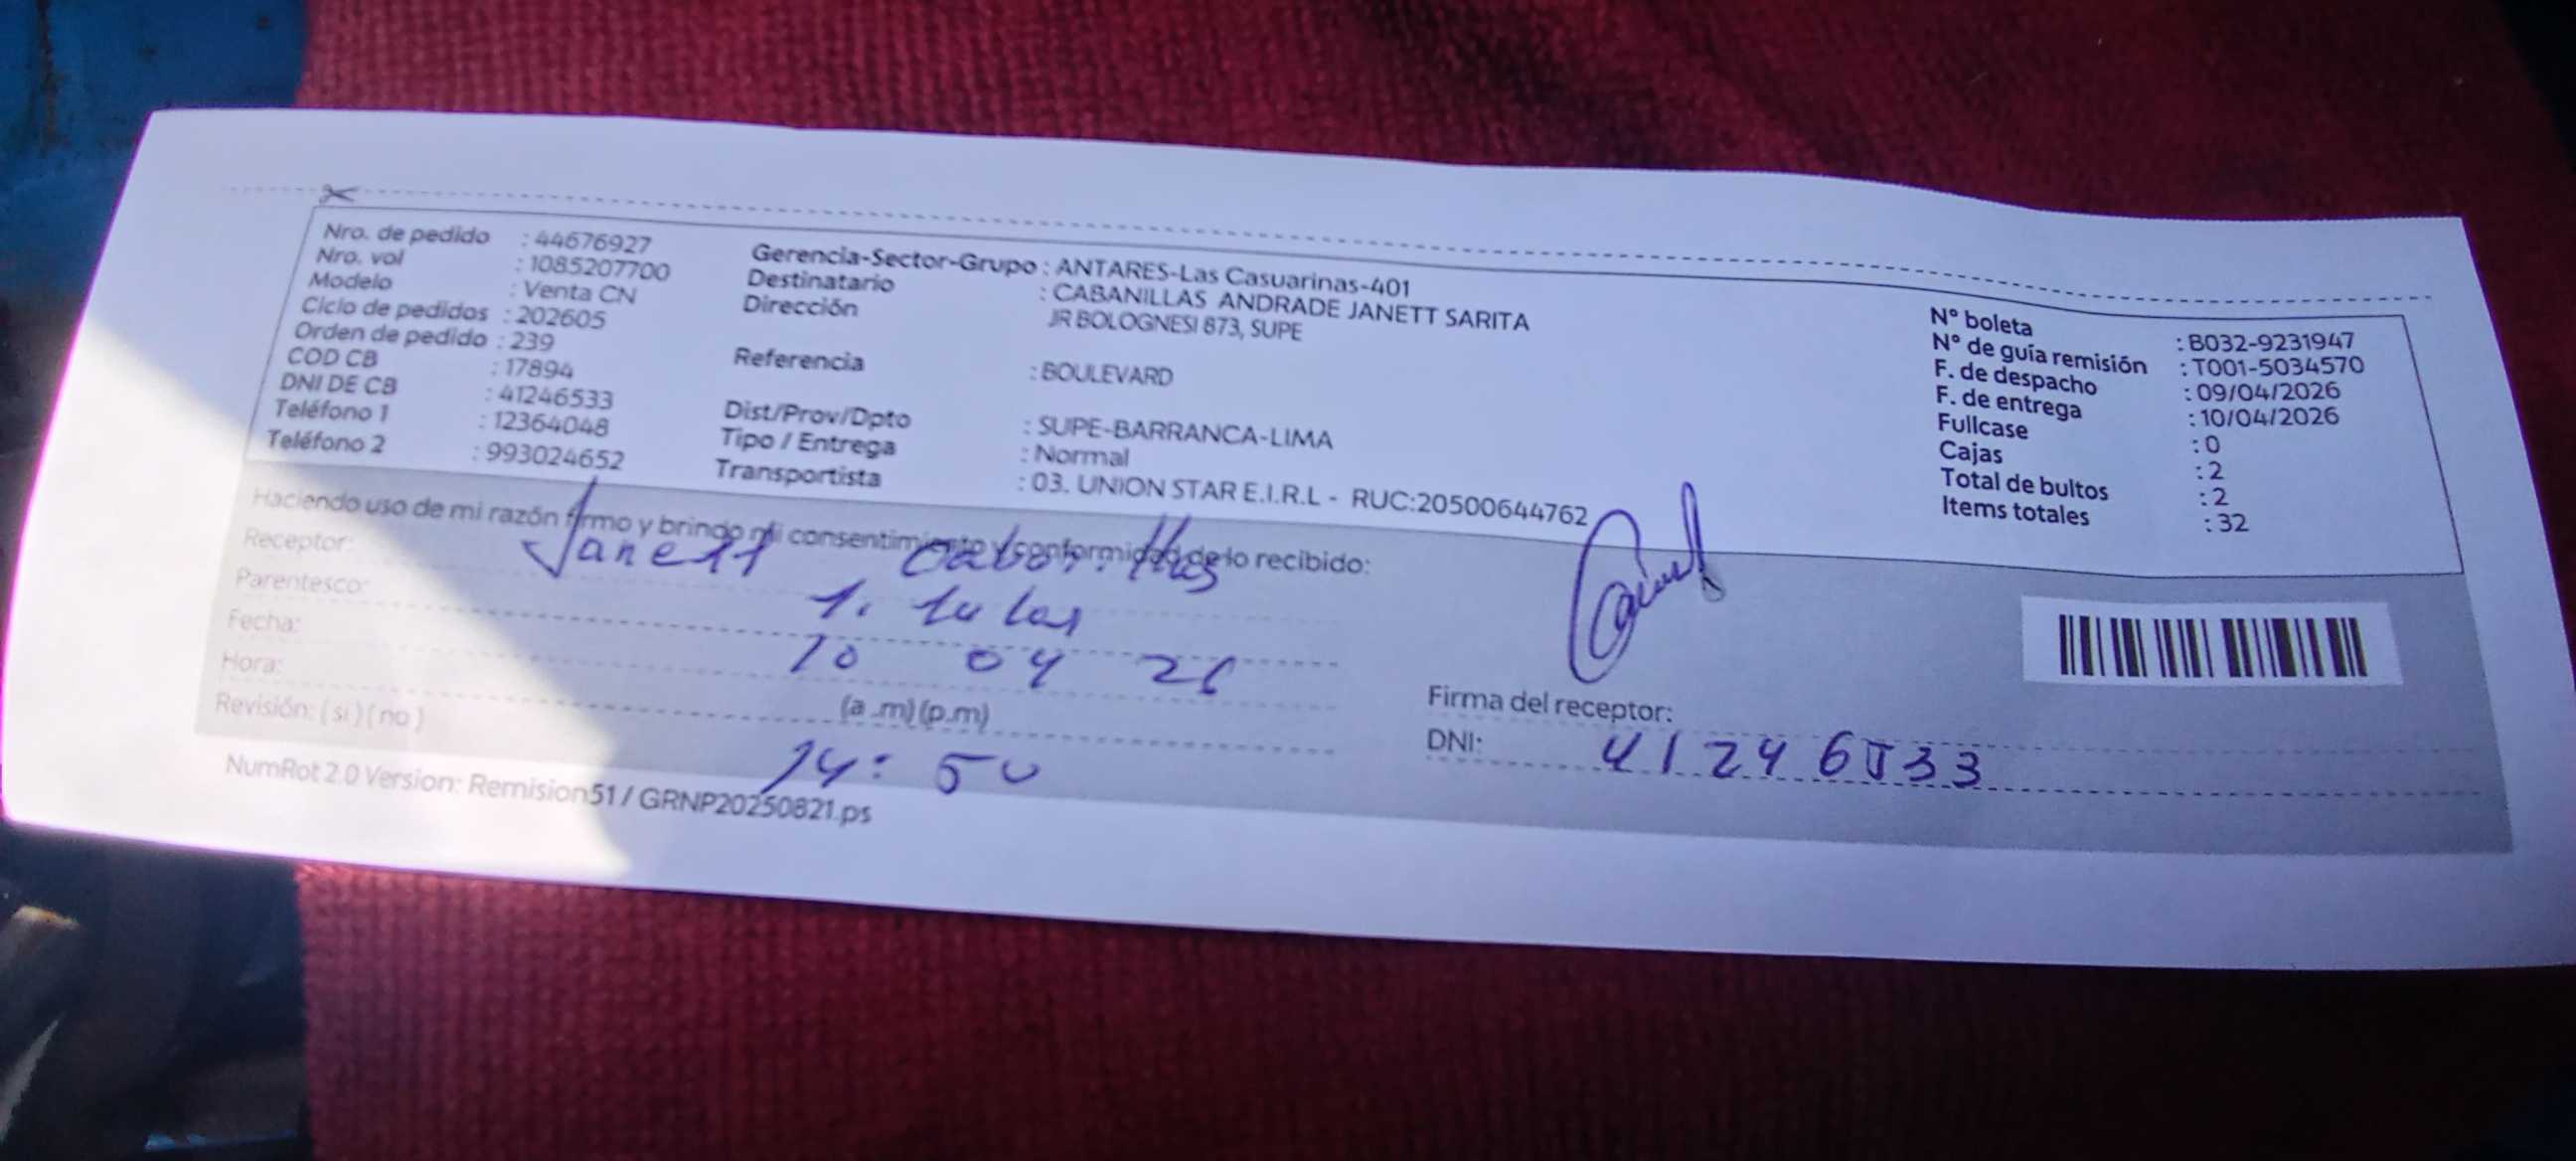 Nro. de pedido : 44676927
Nro. vol : 1085207700
Modelo : Venta CN
Ciclo de pedidos : 202605
Orden de pedido : 239
COD CB : 17894
DNI DE CB : 41246533
Teléfono 1 : 12364048
Teléfono 2 : 993024652
Gerencia-Sector-Grupo : ANTARES-Las Casuarinas-401
Destinatario : CABANILLAS ANDRADE JANETT SARITA
Dirección JR BOLOGNESI 873, SUPE
Referencia : BOULEVARD
Dist/Prov/Dpto : SUPE-BARRANCA-LIMA
Tipo / Entrega : Normal
Transportista : 03. UNION STAR E.I.R.L - RUC:20500644762
N° boleta : B032-9231947
N° de guía remisión : T001-5034570
F. de despacho : 09/04/2026
F. de entrega : 10/04/2026
Fullcase : 0
Cajas : 2
Total de bultos : 2
Items totales : 32
Haciendo uso de mi razón firmo y brindo mi consentimiento y conformidad de lo recibido:
Receptor: Janett
Parentesco:
Fecha: 10 04 26
Hora: (a .m) (p.m)
14: 50
Revisión: ( si ) ( no )
Firma del receptor:
DNI: 41246533
NumRot 2.0 Version: Remision51 / GRNP20250821.ps